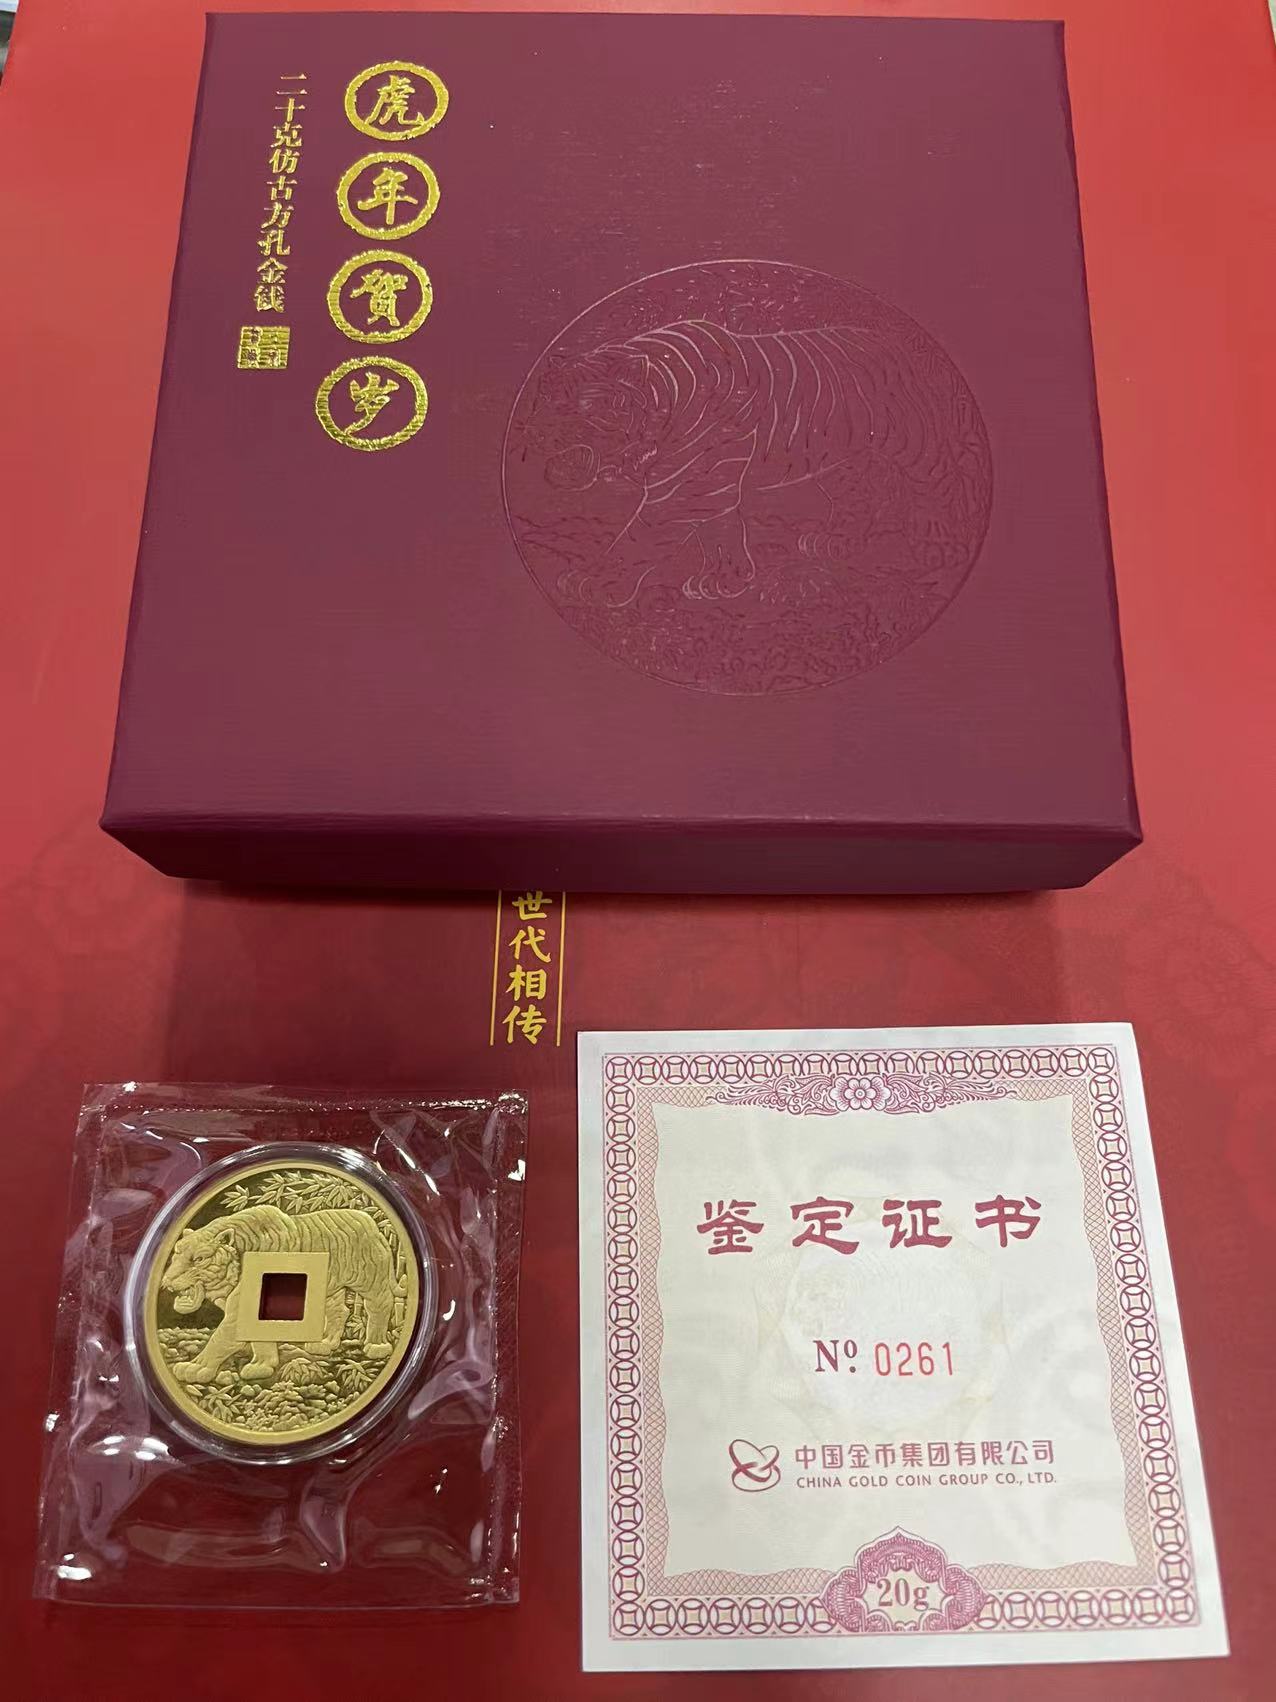 虎年贺岁
二十克仿古方孔金钱
世代相传
鉴定证书
Nº 0261
中国金币集团有限公司
CHINA GOLD COIN GROUP CO., LTD.
20g